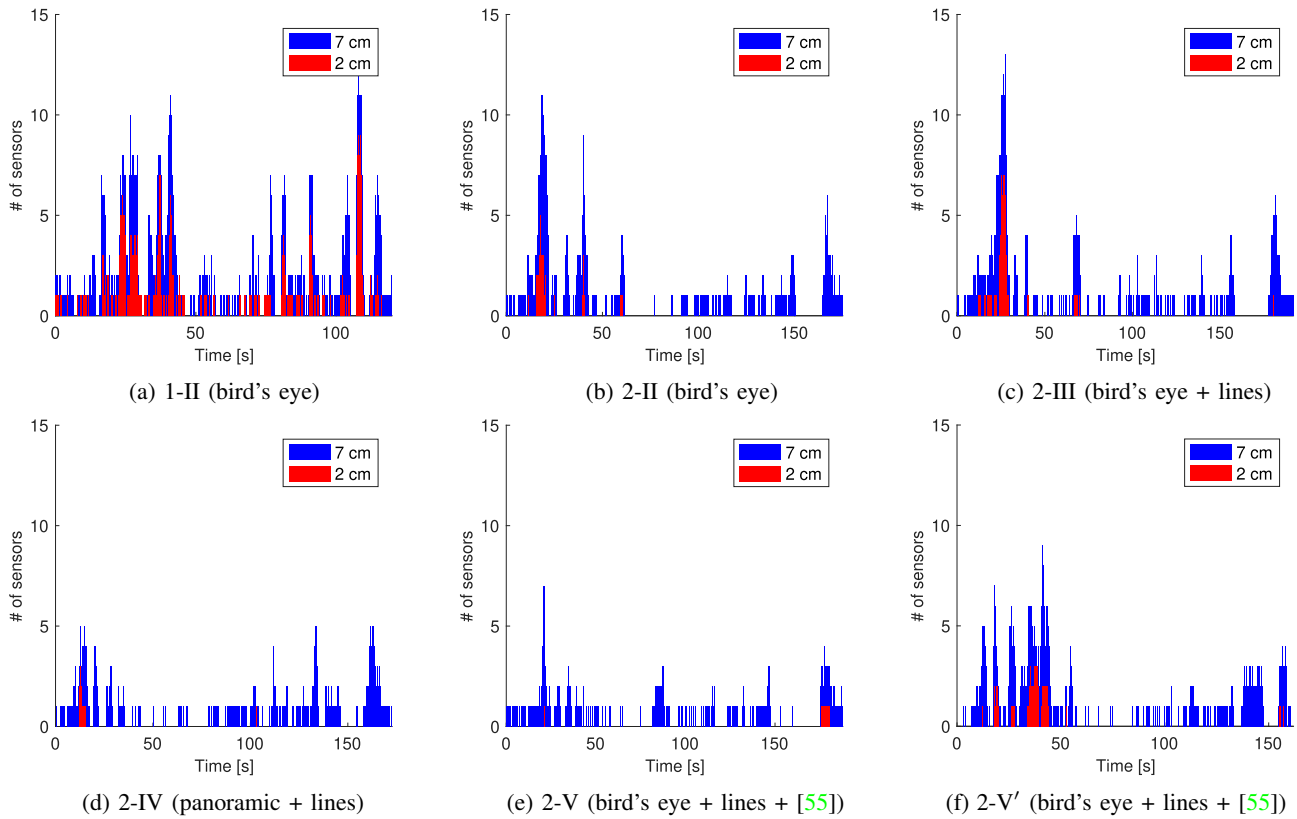 15
10
5
0
# of sensors
7 cm
2 cm
0 50 100
Time [s]
(a) 1-II (bird's eye)
15
10
5
0
# of sensors
7 cm
2 cm
0 50 100 150
Time [s]
(b) 2-II (bird's eye)
15
10
5
0
# of sensors
7 cm
2 cm
0 50 100 150
Time [s]
(c) 2-III (bird's eye + lines)
15
10
5
0
# of sensors
7 cm
2 cm
0 50 100 150
Time [s]
(d) 2-IV (panoramic + lines)
15
10
5
0
# of sensors
7 cm
2 cm
0 50 100 150
Time [s]
(e) 2-V (bird's eye + lines + [55])
15
10
5
0
# of sensors
7 cm
2 cm
0 50 100 150
Time [s]
(f) 2-V′ (bird's eye + lines + [55])